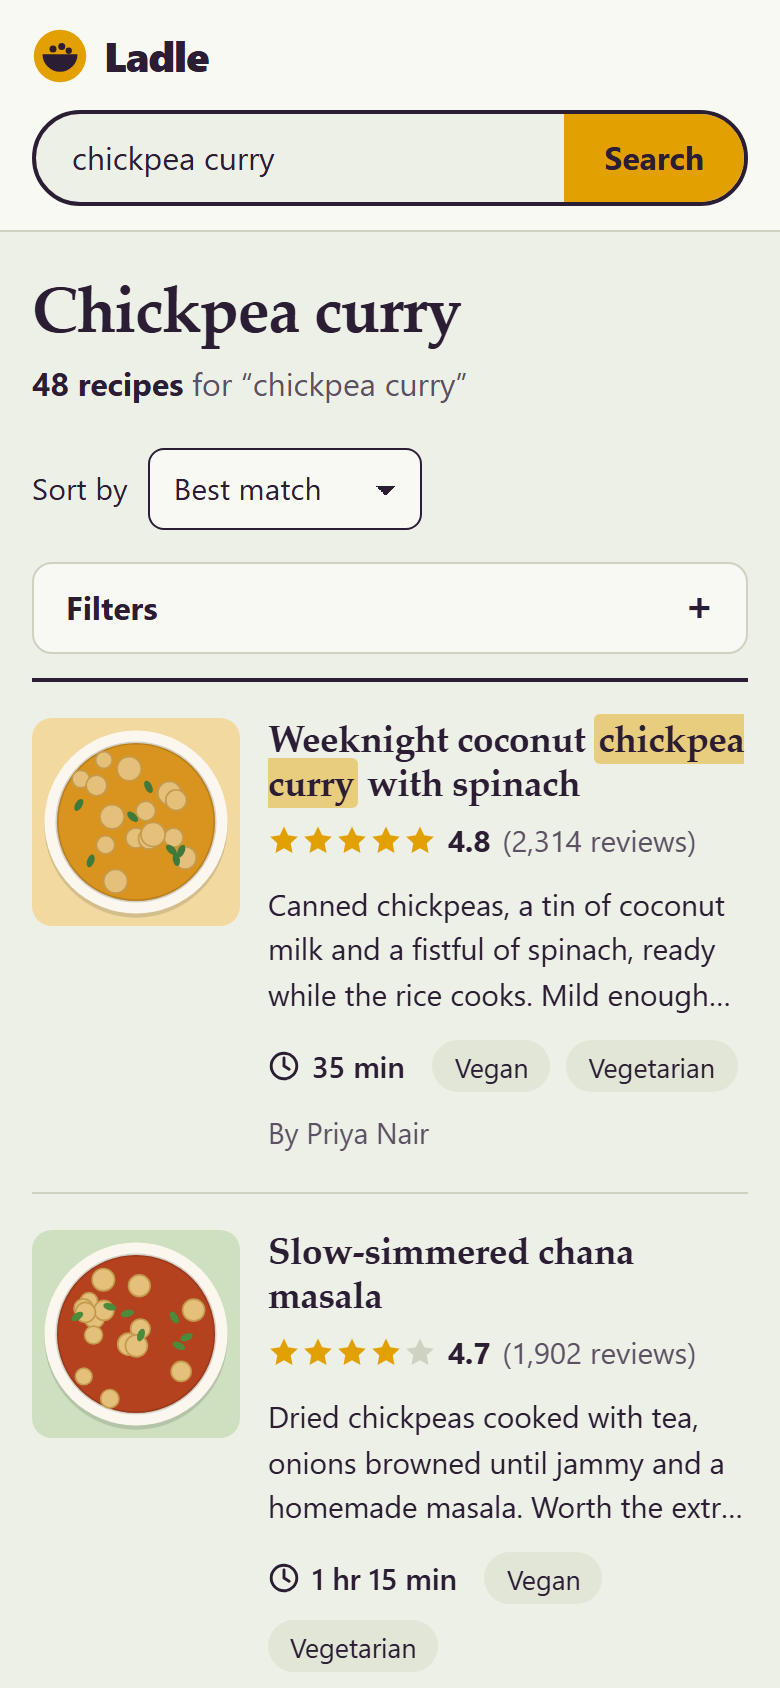 Ladle
chickpea curry
Search
Chickpea curry
48 recipes for “chickpea curry”
Sort by
Best match
Filters
+
Weeknight coconut chickpea
curry with spinach
4.8 (2,314 reviews)
Canned chickpeas, a tin of coconut
milk and a fistful of spinach, ready
while the rice cooks. Mild enough…
35 min
Vegan
Vegetarian
By Priya Nair
Slow-simmered chana
masala
4.7 (1,902 reviews)
Dried chickpeas cooked with tea,
onions browned until jammy and a
homemade masala. Worth the extr…
1 hr 15 min
Vegan
Vegetarian